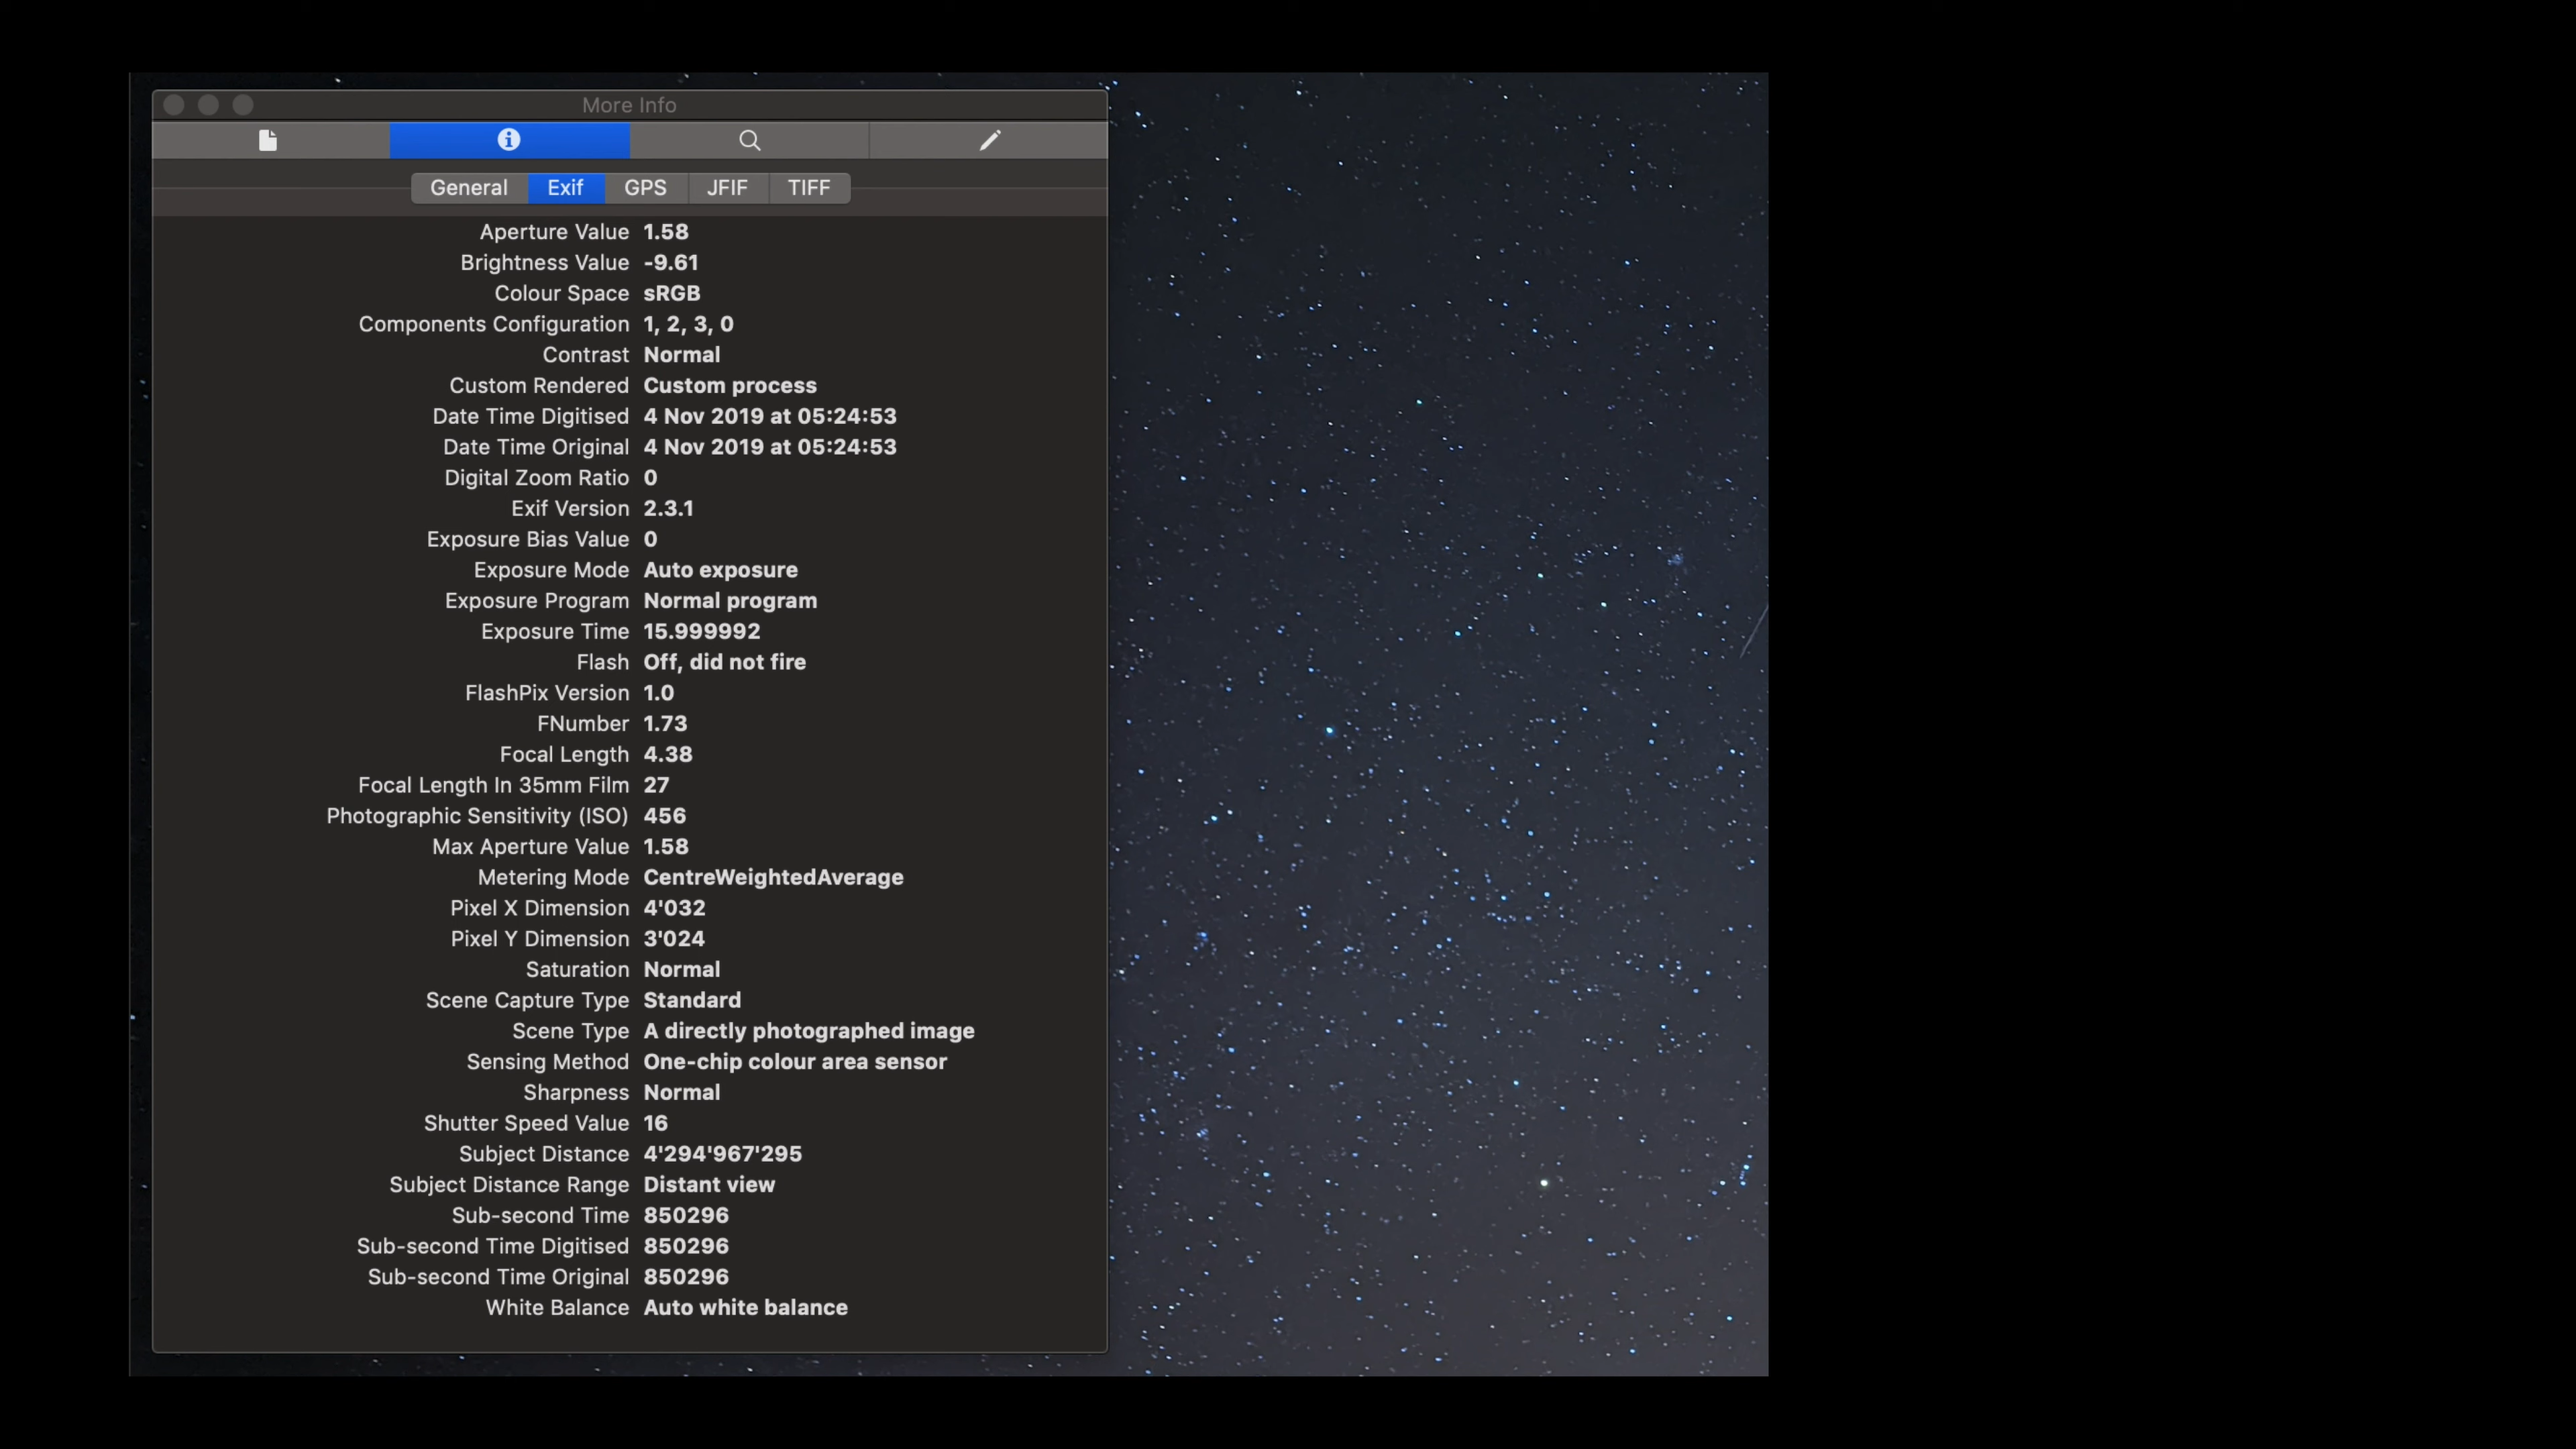 More Info
General Exif GPS JFIF TIFF
Aperture Value 1.58
Brightness Value -9.61
Colour Space sRGB
Components Configuration 1, 2, 3, 0
Contrast Normal
Custom Rendered Custom process
Date Time Digitised 4 Nov 2019 at 05:24:53
Date Time Original 4 Nov 2019 at 05:24:53
Digital Zoom Ratio 0
Exif Version 2.3.1
Exposure Bias Value 0
Exposure Mode Auto exposure
Exposure Program Normal program
Exposure Time 15.999992
Flash Off, did not fire
FlashPix Version 1.0
FNumber 1.73
Focal Length 4.38
Focal Length In 35mm Film 27
Photographic Sensitivity (ISO) 456
Max Aperture Value 1.58
Metering Mode CentreWeightedAverage
Pixel X Dimension 4'032
Pixel Y Dimension 3'024
Saturation Normal
Scene Capture Type Standard
Scene Type A directly photographed image
Sensing Method One-chip colour area sensor
Sharpness Normal
Shutter Speed Value 16
Subject Distance 4'294'967'295
Subject Distance Range Distant view
Sub-second Time 850296
Sub-second Time Digitised 850296
Sub-second Time Original 850296
White Balance Auto white balance